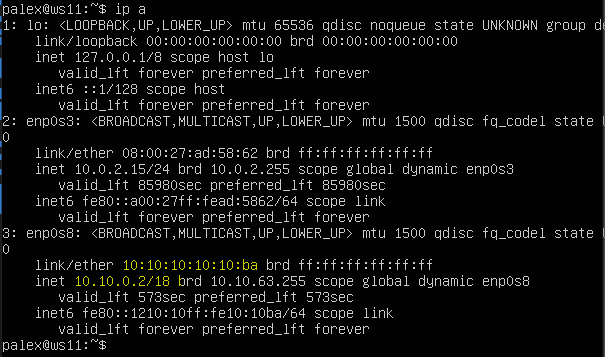 palex@ws11:~$ ip a
1: lo: <LOOPBACK,UP,LOWER_UP> mtu 65536 qdisc noqueue state UNKNOWN group de
    link/loopback 00:00:00:00:00:00 brd 00:00:00:00:00:00
    inet 127.0.0.1/8 scope host lo
       valid_lft forever preferred_lft forever
    inet6 ::1/128 scope host
       valid_lft forever preferred_lft forever
2: enp0s3: <BROADCAST,MULTICAST,UP,LOWER_UP> mtu 1500 qdisc fq_codel state U
0
    link/ether 08:00:27:ad:58:62 brd ff:ff:ff:ff:ff:ff
    inet 10.0.2.15/24 brd 10.0.2.255 scope global dynamic enp0s3
       valid_lft 85980sec preferred_lft 85980sec
    inet6 fe80::a00:27ff:fead:5862/64 scope link
       valid_lft forever preferred_lft forever
3: enp0s8: <BROADCAST,MULTICAST,UP,LOWER_UP> mtu 1500 qdisc fq_codel state U
0
    link/ether 10:10:10:10:10:ba brd ff:ff:ff:ff:ff:ff
    inet 10.10.0.2/18 brd 10.10.63.255 scope global dynamic enp0s8
       valid_lft 573sec preferred_lft 573sec
    inet6 fe80::1210:10ff:fe10:10ba/64 scope link
       valid_lft forever preferred_lft forever
palex@ws11:~$